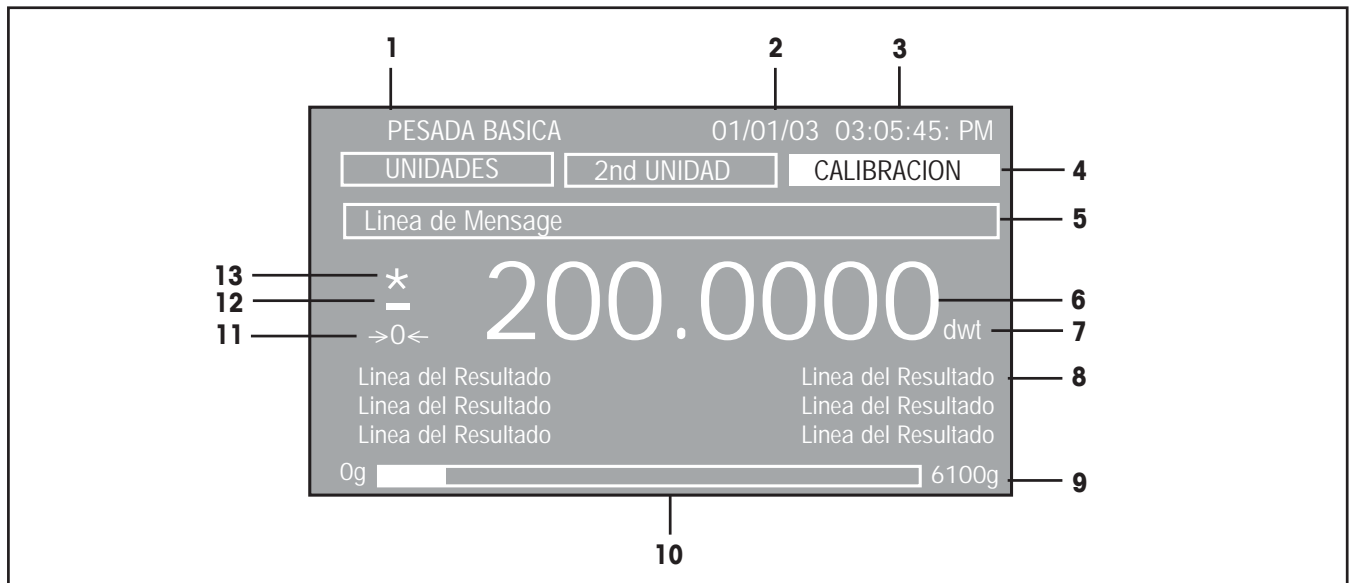 1 2 3
PESADA BASICA 01/01/03 03:05:45: PM
UNIDADES 2nd UNIDAD CALIBRACION 4
Linea de Mensage 5
13 *
12 −
200.0000 6
11 →0← dwt 7
Linea del Resultado Linea del Resultado 8
Linea del Resultado Linea del Resultado
Linea del Resultado Linea del Resultado
0g 6100g 9
10